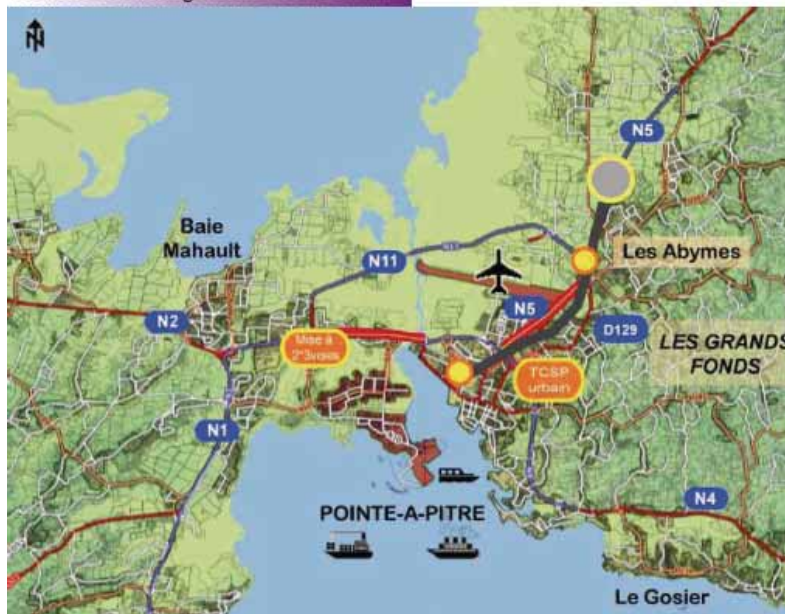 N
N5
Baie
Mahault
Les Abymes
N11
N5
N2
D129
Mise à
2*3voies
LES GRANDS
FONDS
TCSP
urbain
N1
N4
POINTE-A-PITRE
Le Gosier